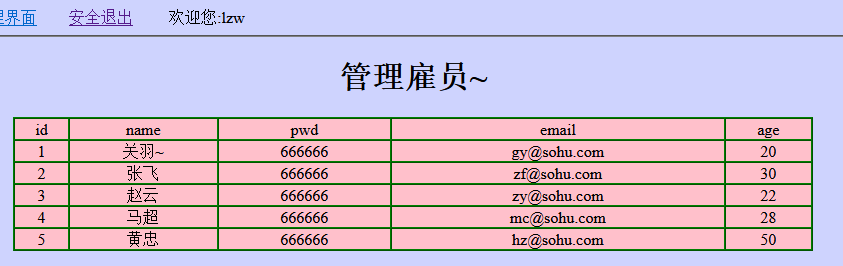 理界面 安全退出 欢迎您:lzw
管理雇员~
id name pwd email age
1 关羽~ 666666 gy@sohu.com 20
2 张飞 666666 zf@sohu.com 30
3 赵云 666666 zy@sohu.com 22
4 马超 666666 mc@sohu.com 28
5 黄忠 666666 hz@sohu.com 50